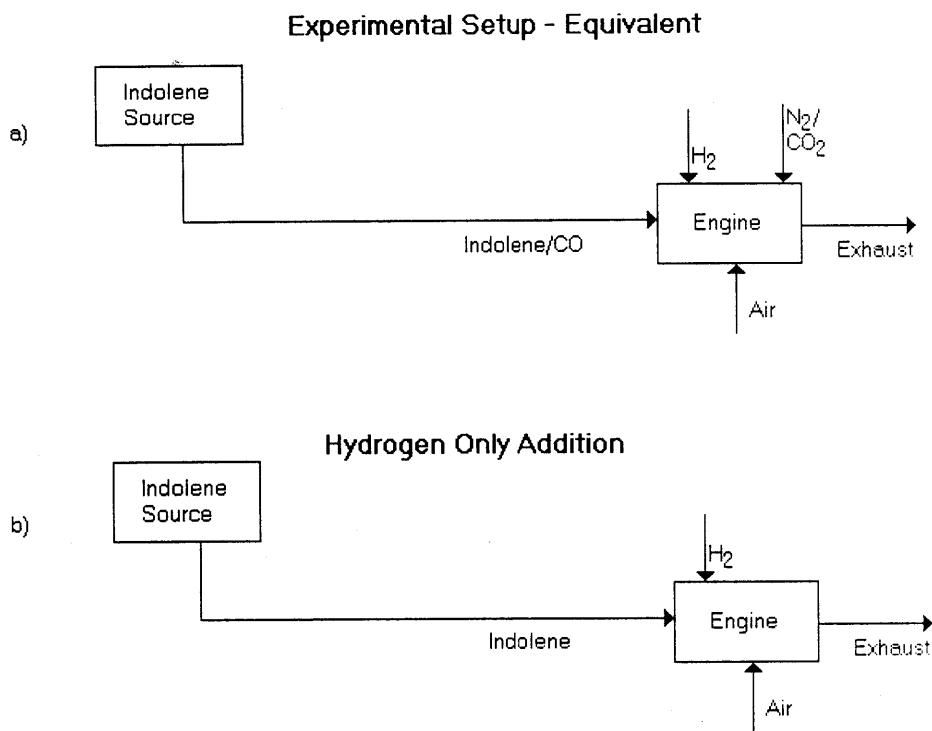 Experimental Setup - Equivalent
a)
Indolene
Source
H₂
N₂/
CO₂
Engine
Indolene/CO
Exhaust
Air
Hydrogen Only Addition
b)
Indolene
Source
H₂
Engine
Indolene
Exhaust
Air